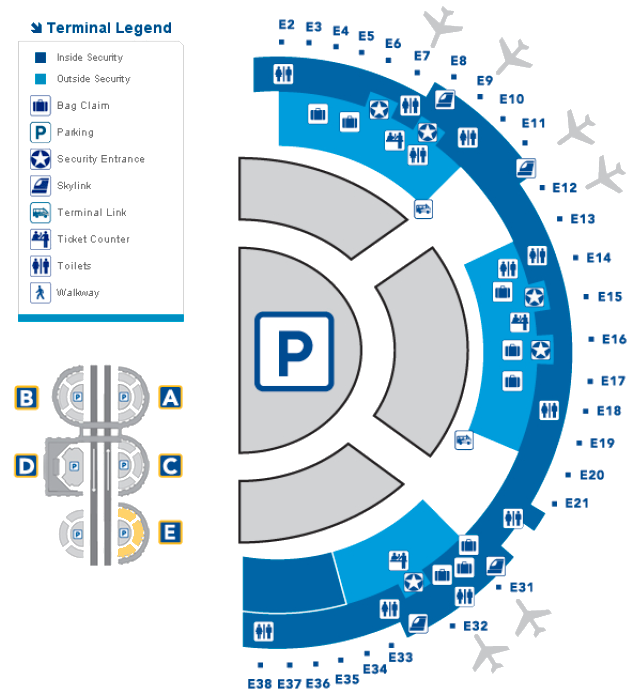 Terminal Legend
Inside Security
Outside Security
Bag Claim
P Parking
Security Entrance
Skylink
Terminal Link
Ticket Counter
Toilets
Walkway
E2
E3
E4
E5
E6
E7
E8
E9
E10
E11
E12
E13
E14
E15
E16
E17
E18
E19
E20
E21
E31
E32
E33
E34
E35
E36
E37
E38
P
B
P
P
A
D
P
P
C
P
P
E